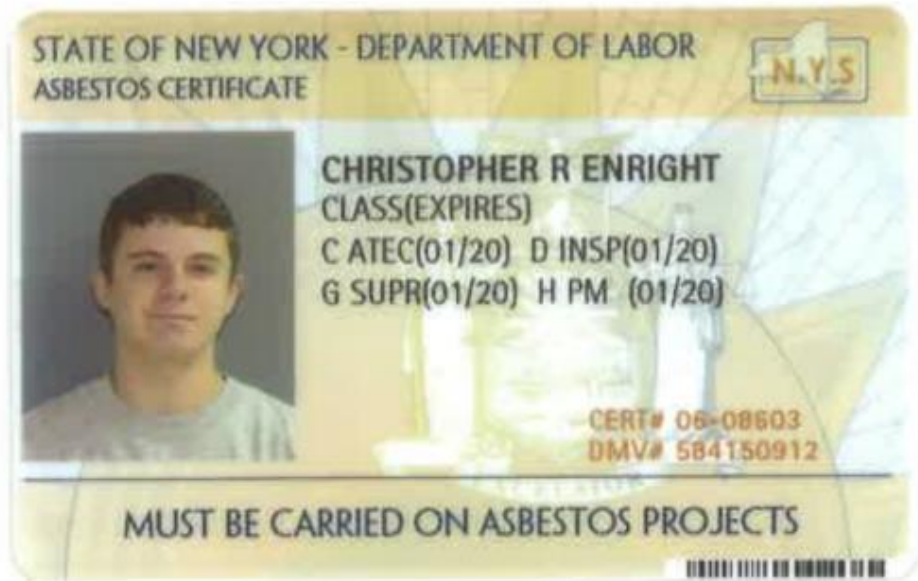 STATE OF NEW YORK - DEPARTMENT OF LABOR
ASBESTOS CERTIFICATE
N.Y.S
CHRISTOPHER R ENRIGHT
CLASS(EXPIRES)
C ATEC(01/20) D INSP(01/20)
G SUPR(01/20) H PM (01/20)
CERT# 06-08603
DMV# 584150912
EXCELSIOR
MUST BE CARRIED ON ASBESTOS PROJECTS